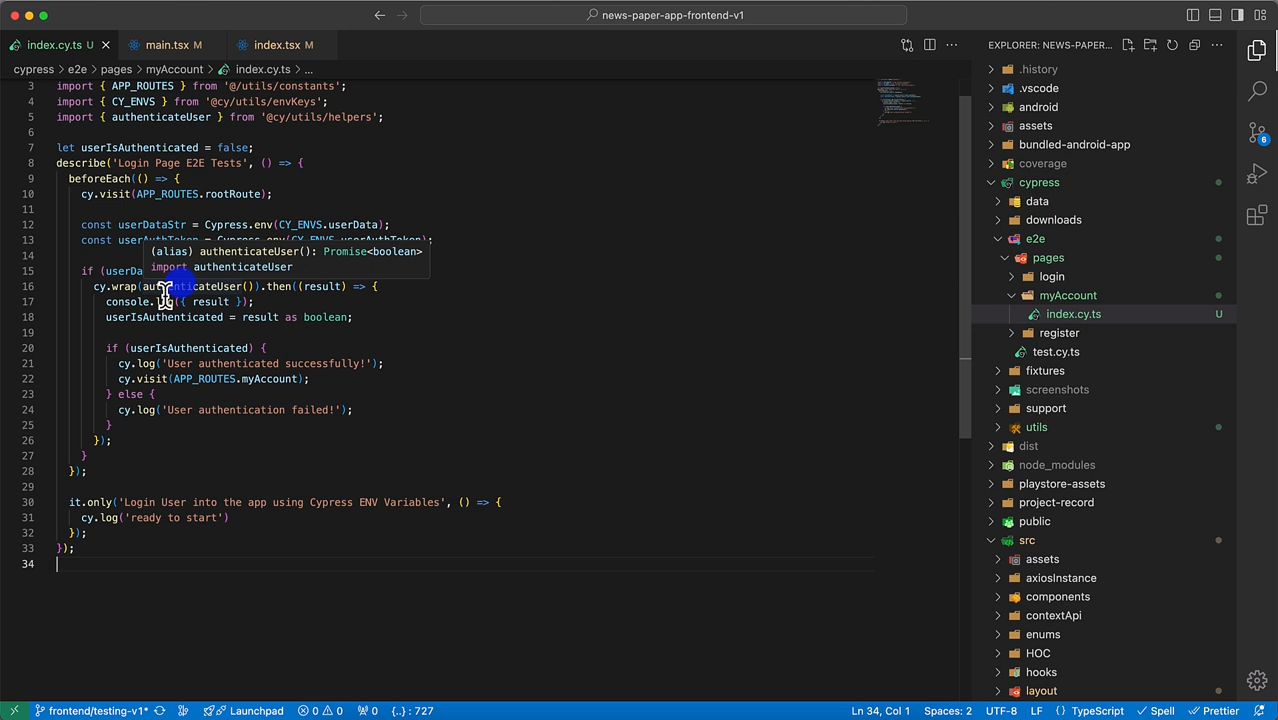 news-paper-app-frontend-v1
index.cy.ts U
main.tsx M
index.tsx M
EXPLORER: NEWS-PAPER...
cypress > e2e > pages > myAccount > index.cy.ts > ...
3 import { APP_ROUTES } from '@/utils/constants';
4 import { CY_ENVS } from '@cy/utils/envKeys';
5 import { authenticateUser } from '@cy/utils/helpers';
6
7 let userIsAuthenticated = false;
8 describe('Login Page E2E Tests', () => {
9 beforeEach(() => {
10 cy.visit(APP_ROUTES.rootRoute);
11
12 const userDataStr = Cypress.env(CY_ENVS.userData);
13 const userAuthToken = Cypress.env(CY_ENVS.userAuthToken);
(alias) authenticateUser(): Promise<boolean>
14
import authenticateUser
15 if (userDa
16 cy.wrap(authenticateUser()).then((result) => {
17 console.log({ result });
18 userIsAuthenticated = result as boolean;
19
20 if (userIsAuthenticated) {
21 cy.log('User authenticated successfully!');
22 cy.visit(APP_ROUTES.myAccount);
23 } else {
24 cy.log('User authentication failed!');
25 }
26 });
27 }
28 });
29
30 it.only('Login User into the app using Cypress ENV Variables', () => {
31 cy.log('ready to start')
32 });
33 });
34
.history
.vscode
android
assets
bundled-android-app
coverage
cypress
data
downloads
e2e
pages
login
myAccount
index.cy.ts U
register
test.cy.ts
fixtures
screenshots
support
utils
dist
node_modules
playstore-assets
project-record
public
src
assets
axiosInstance
components
contextApi
enums
HOC
hooks
layout
6
frontend/testing-v1* Launchpad 0 0 0 {..} : 727 Ln 34, Col 1 Spaces: 2 UTF-8 LF {} TypeScript Spell Prettier